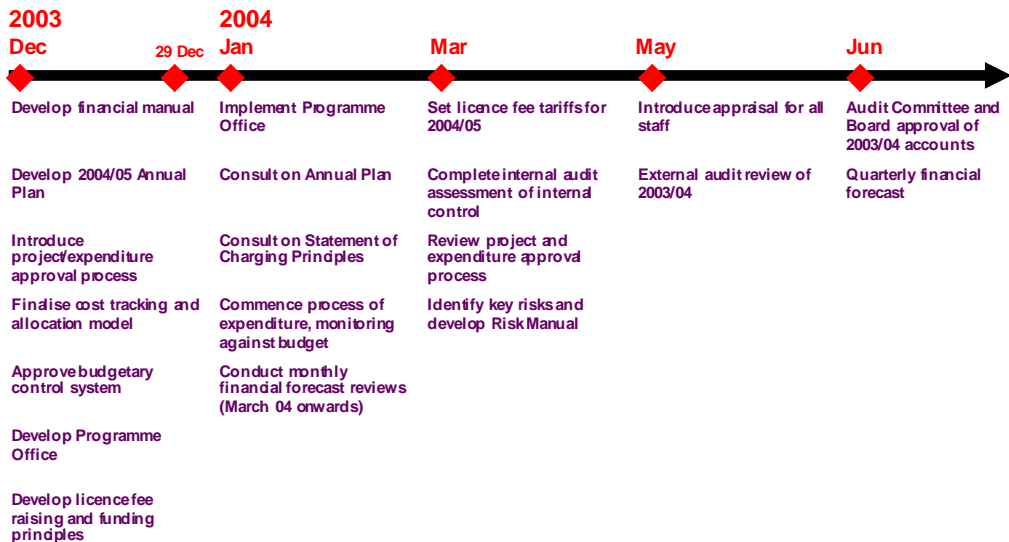 2003
Dec
29 Dec
2004
Jan
Mar
May
Jun
Develop financial manual
Develop 2004/05 Annual
Plan
Introduce
project/expenditure
approval process
Finalise cost tracking and
allocation model
Approve budgetary
control system
Develop Programme
Office
Develop licence fee
raising and funding
principles
Implement Programme
Office
Consult on Annual Plan
Consult on Statement of
Charging Principles
Commence process of
expenditure, monitoring
against budget
Conduct monthly
financial forecast reviews
(March 04 onwards)
Set licence fee tariffs for
2004/05
Complete internal audit
assessment of internal
control
Review project and
expenditure approval
process
Identify key risks and
develop Risk Manual
Introduce appraisal for all
staff
External audit review of
2003/04
Audit Committee and
Board approval of
2003/04 accounts
Quarterly financial
forecast